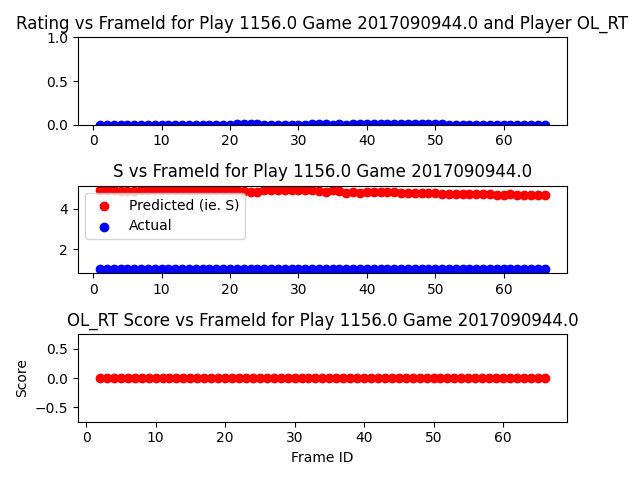 Rating vs FrameId for Play 1156.0 Game 2017090944.0 and Player OL_RT
1.0
0.5
0.0
0 10 20 30 40 50 60
S vs FrameId for Play 1156.0 Game 2017090944.0
4
2
Predicted (ie. S)
Actual
0 10 20 30 40 50 60
OL_RT Score vs FrameId for Play 1156.0 Game 2017090944.0
Score
0.5
0.0
−0.5
0 10 20 30 40 50 60
Frame ID